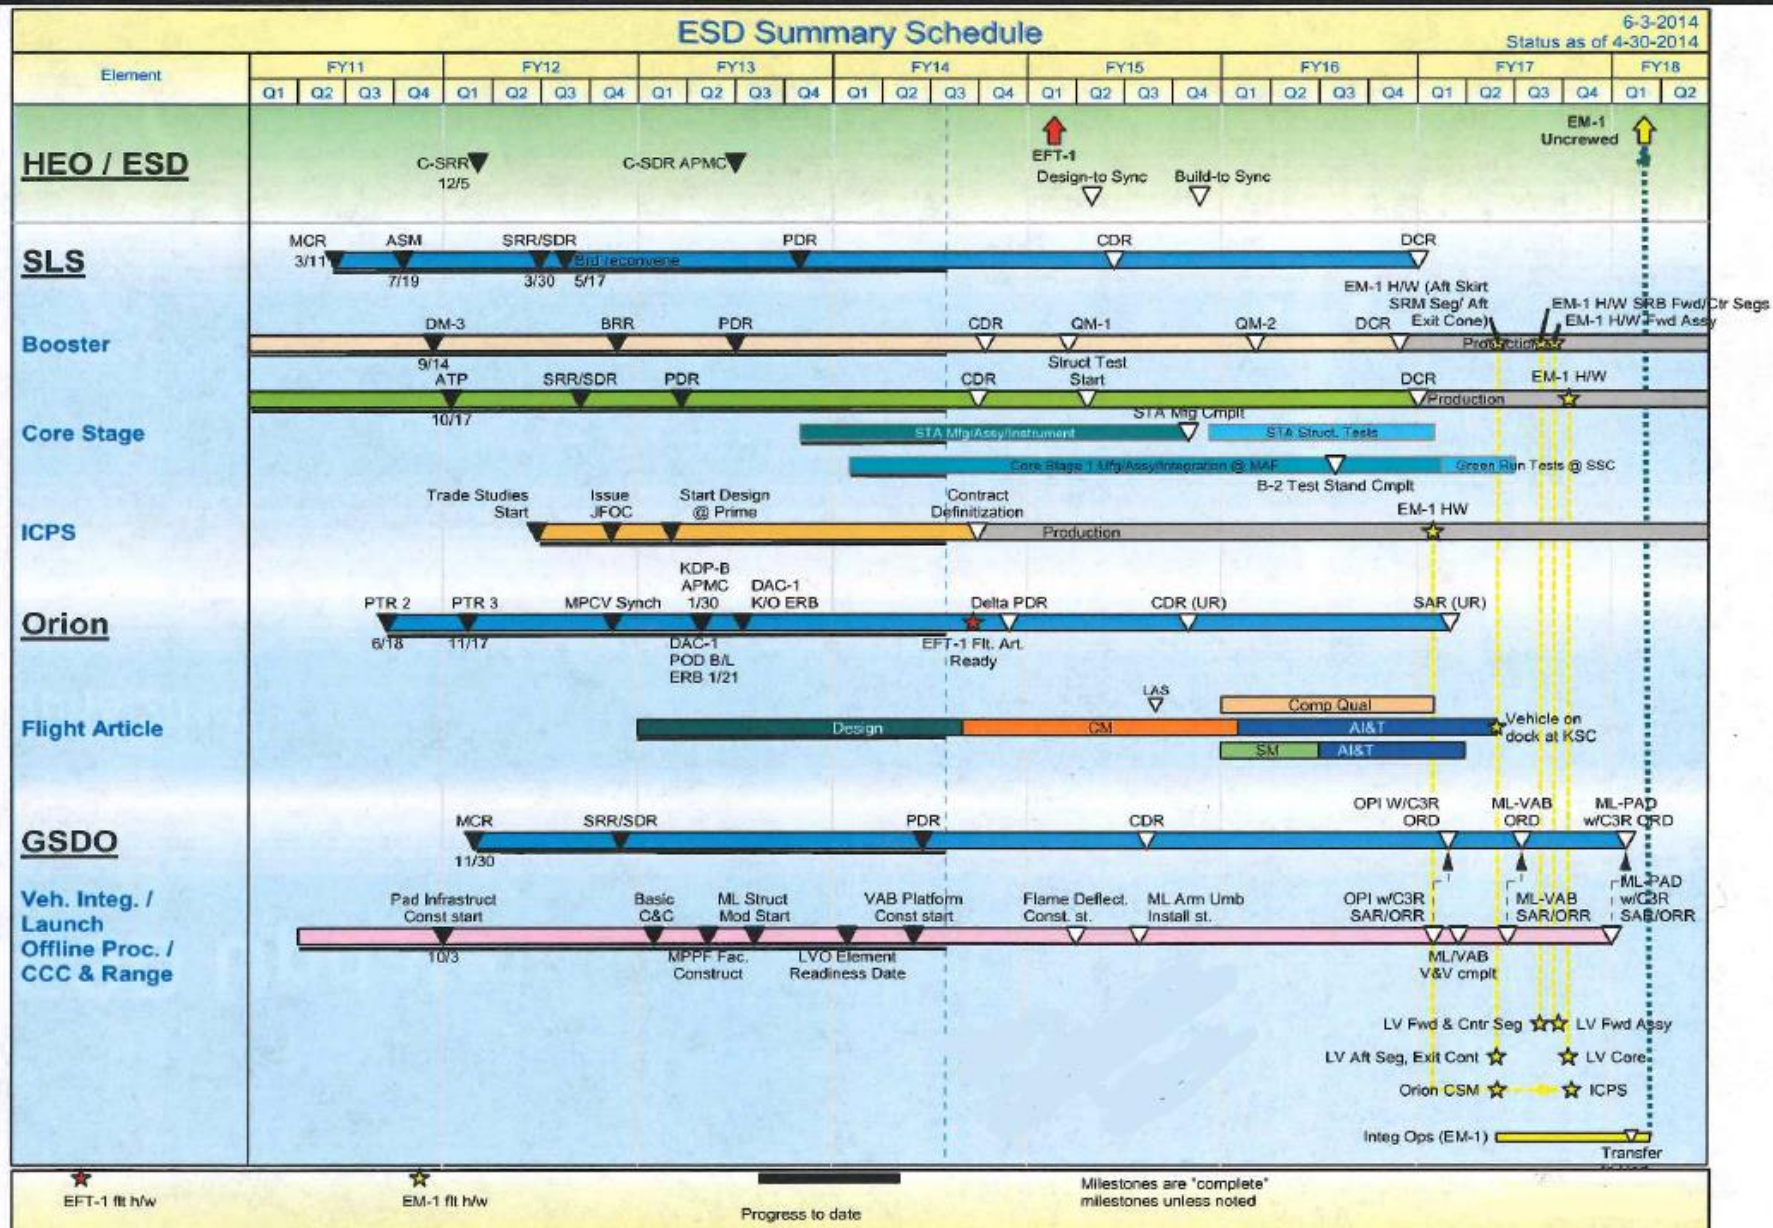 ESD Summary Schedule
6-3-2014
Status as of 4-30-2014
Element
FY11 FY12 FY13 FY14 FY15 FY16 FY17 FY18
Q1 Q2 Q3 Q4 Q1 Q2 Q3 Q4 Q1 Q2 Q3 Q4 Q1 Q2 Q3 Q4 Q1 Q2 Q3 Q4 Q1 Q2 Q3 Q4 Q1 Q2 Q3 Q4 Q1 Q2
HEO / ESD
C-SRR
12/5
C-SDR APMC
EFT-1
Design-to Sync
Build-to Sync
EM-1
Uncrewed
SLS
MCR
3/11
ASM
7/19
SRR/SDR
3/30
Brd reconvene
5/17
PDR
CDR
DCR
Booster
DM-3
9/14
BRR
PDR
CDR
QM-1
QM-2
DCR
EM-1 H/W (Aft Skirt
SRM Seg/ Aft
Exit Cone)
EM-1 H/W SRB Fwd/Ctr Segs
EM-1 H/W Fwd Assy
Production
Core Stage
ATP
10/17
SRR/SDR
PDR
CDR
Struct Test
Start
DCR
Production
EM-1 H/W
STA Mfg Cmplt
STA Mfg/Assy/Instrument
STA Struct. Tests
Core Stage 1 Mfg/Assy/Integration @ MAF
Green Run Tests @ SSC
B-2 Test Stand Cmplt
ICPS
Trade Studies
Start
Issue
JFOC
Start Design
@ Prime
Contract
Definitization
Production
EM-1 HW
Orion
PTR 2
6/18
PTR 3
11/17
MPCV Synch
KDP-B
APMC
1/30
DAC-1
K/O ERB
DAC-1
POD B/L
ERB 1/21
EFT-1 Flt. Art.
Ready
Delta PDR
CDR (UR)
SAR (UR)
Flight Article
LAS
Comp Qual
Design
CM
AI&T
Vehicle on
dock at KSC
SM
AI&T
GSDO
MCR
11/30
SRR/SDR
PDR
CDR
OPI W/C3R
ORD
ML-VAB
ORD
ML-PAD
w/C3R ORD
Veh. Integ. /
Launch
Offline Proc. /
CCC & Range
Pad Infrastruct
Const start
10/3
Basic
C&C
MPPF Fac.
Construct
ML Struct
Mod Start
LVO Element
Readiness Date
VAB Platform
Const start
Flame Deflect.
Const. st.
ML Arm Umb
Install st.
OPI w/C3R
SAR/ORR
ML/VAB
V&V cmplt
ML-VAB
SAR/ORR
ML-PAD
w/C3R
SAR/ORR
LV Fwd & Cntr Seg
LV Fwd Assy
LV Aft Seg, Exit Cont
LV Core
Orion CSM
ICPS
Integ Ops (EM-1)
Transfer
EFT-1 flt h/w
EM-1 flt h/w
Progress to date
Milestones are "complete"
milestones unless noted